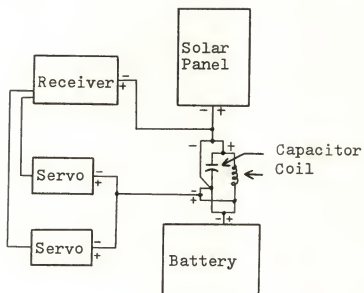 Solar
Panel
Receiver
-
+
- +
- +
Capacitor
Coil
Servo
-
+
-
+
- +
Servo
-
+
Battery